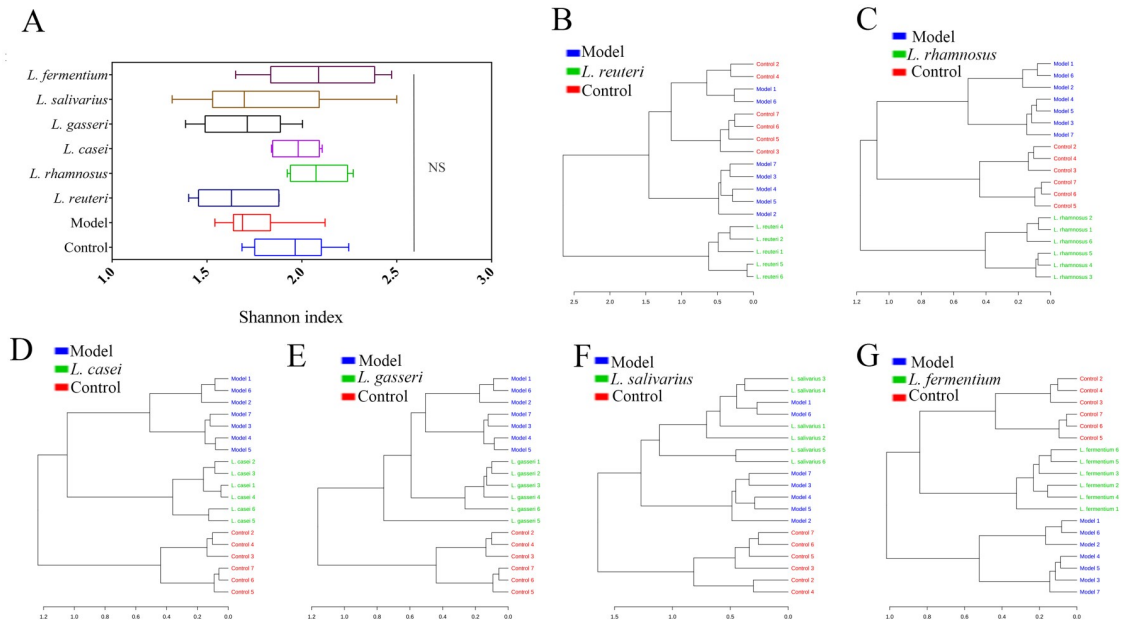 A
L. fermentium
L. salivarius
L. gasseri
L. casei
L. rhamnosus
L. reuteri
Model
Control
NS
1.0 1.5 2.0 2.5 3.0
Shannon index
B
Model
L. reuteri
Control
Control 2
Control 4
Model 1
Model 6
Control 7
Control 6
Control 5
Control 3
Model 7
Model 3
Model 4
Model 5
Model 2
L. reuteri 4
L. reuteri 2
L. reuteri 1
L. reuteri 5
L. reuteri 6
2.5 2.0 1.5 1.0 0.5 0.0
C
Model
L. rhamnosus
Control
Model 1
Model 6
Model 2
Model 4
Model 5
Model 3
Model 7
Control 2
Control 4
Control 3
Control 7
Control 6
Control 5
L. rhamnosus 2
L. rhamnosus 1
L. rhamnosus 6
L. rhamnosus 5
L. rhamnosus 4
L. rhamnosus 3
1.2 1.0 0.8 0.6 0.4 0.2 0.0
D
Model
L. casei
Control
Model 1
Model 6
Model 2
Model 7
Model 3
Model 4
Model 5
L. casei 2
L. casei 3
L. casei 1
L. casei 4
L. casei 6
L. casei 5
Control 2
Control 4
Control 3
Control 7
Control 6
Control 5
1.2 1.0 0.8 0.6 0.4 0.2 0.0
E
Model
L. gasseri
Control
Model 1
Model 6
Model 2
Model 7
Model 3
Model 4
Model 5
L. gasseri 1
L. gasseri 2
L. gasseri 3
L. gasseri 4
L. gasseri 6
L. gasseri 5
Control 2
Control 4
Control 3
Control 7
Control 6
Control 5
1.2 1.0 0.8 0.6 0.4 0.2 0.0
F
Model
L. salivarius
Control
L. salivarius 3
L. salivarius 4
Model 1
Model 6
L. salivarius 1
L. salivarius 2
L. salivarius 5
L. salivarius 6
Model 7
Model 3
Model 4
Model 5
Model 2
Control 7
Control 6
Control 5
Control 3
Control 2
Control 4
1.5 1.0 0.5 0.0
G
Model
L. fermentium
Control
Control 2
Control 4
Control 3
Control 7
Control 6
Control 5
L. fermentium 6
L. fermentium 5
L. fermentium 3
L. fermentium 2
L. fermentium 4
L. fermentium 1
Model 1
Model 6
Model 2
Model 4
Model 5
Model 3
Model 7
1.0 0.8 0.6 0.4 0.2 0.0